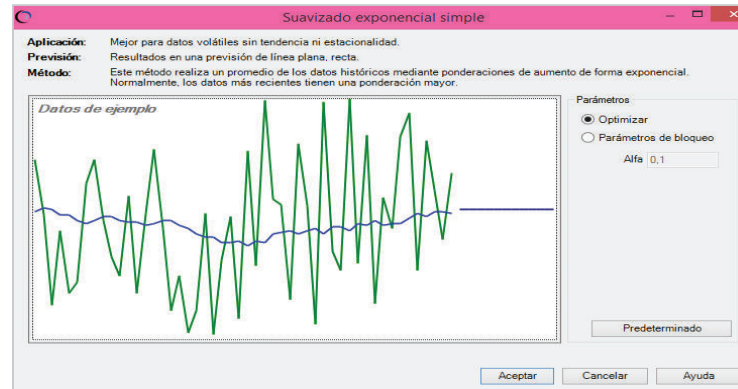 Suavizado exponencial simple
Aplicación: Mejor para datos volátiles sin tendencia ni estacionalidad.
Previsión: Resultados en una previsión de línea plana, recta.
Método: Este método realiza un promedio de los datos históricos mediante ponderaciones de aumento de forma exponencial.
Normalmente, los datos más recientes tienen una ponderación mayor.
Datos de ejemplo
Parámetros
Optimizar
Parámetros de bloqueo
Alfa 0,1
Predeterminado
Aceptar
Cancelar
Ayuda